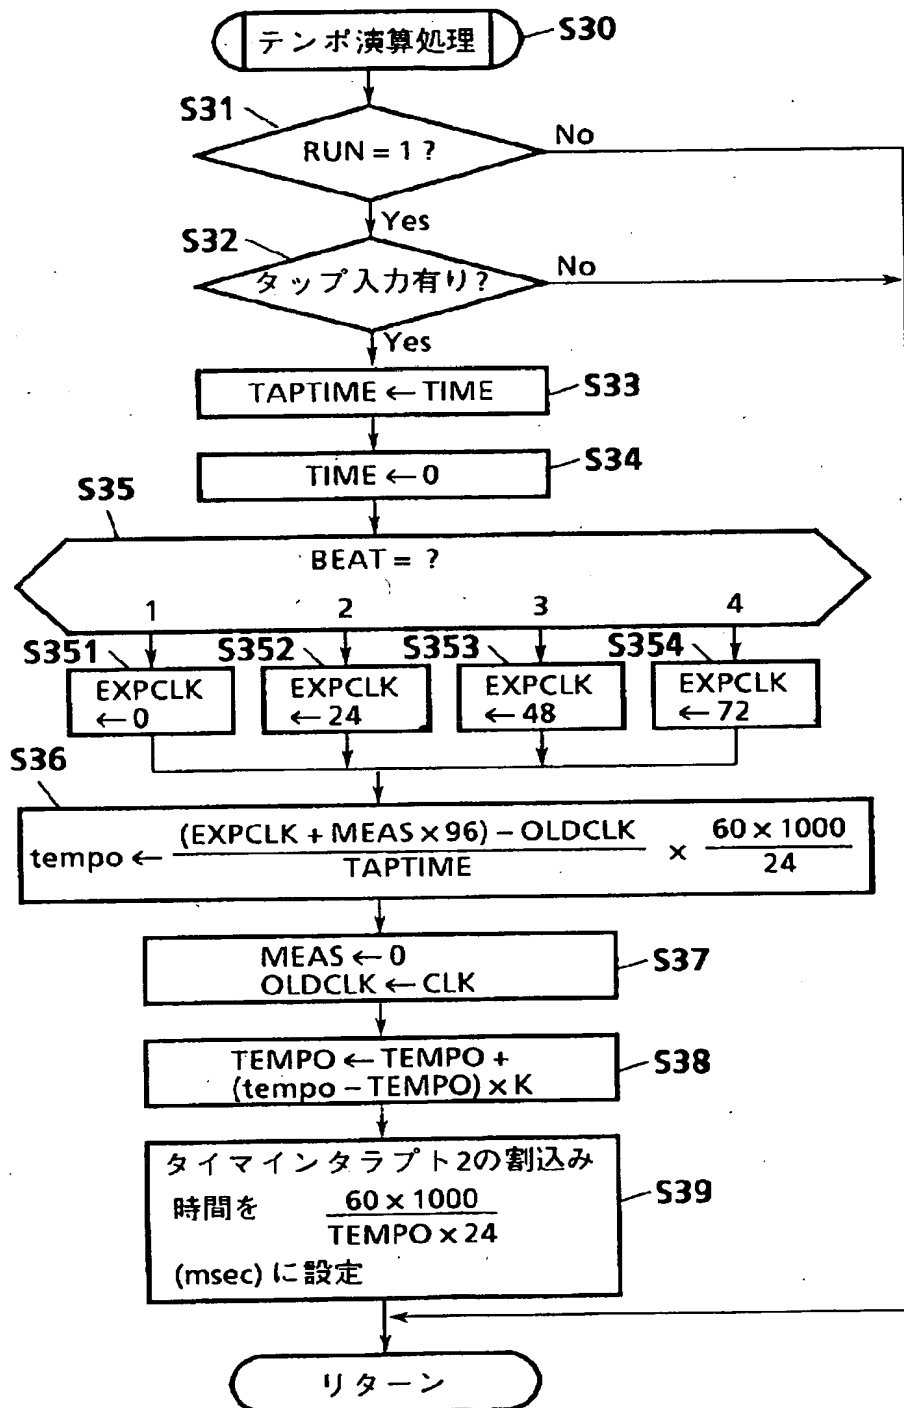 テンポ演算処理
S30
S31
RUN = 1 ?
No
Yes
S32
タップ入力有り?
No
Yes
TAPTIME ← TIME
S33
TIME ← 0
S34
S35
BEAT = ?
1 2 3 4
S351 S352 S353 S354
EXPCLK
← 0
EXPCLK
← 24
EXPCLK
← 48
EXPCLK
← 72
S36
tempo ← (EXPCLK + MEAS × 96) − OLDCLK / TAPTIME × 60 × 1000 / 24
MEAS ← 0
OLDCLK ← CLK
S37
TEMPO ← TEMPO +
(tempo − TEMPO) × K
S38
タイマインタラプト2の割込み
時間を 60 × 1000 / TEMPO × 24
(msec) に設定
S39
リターン